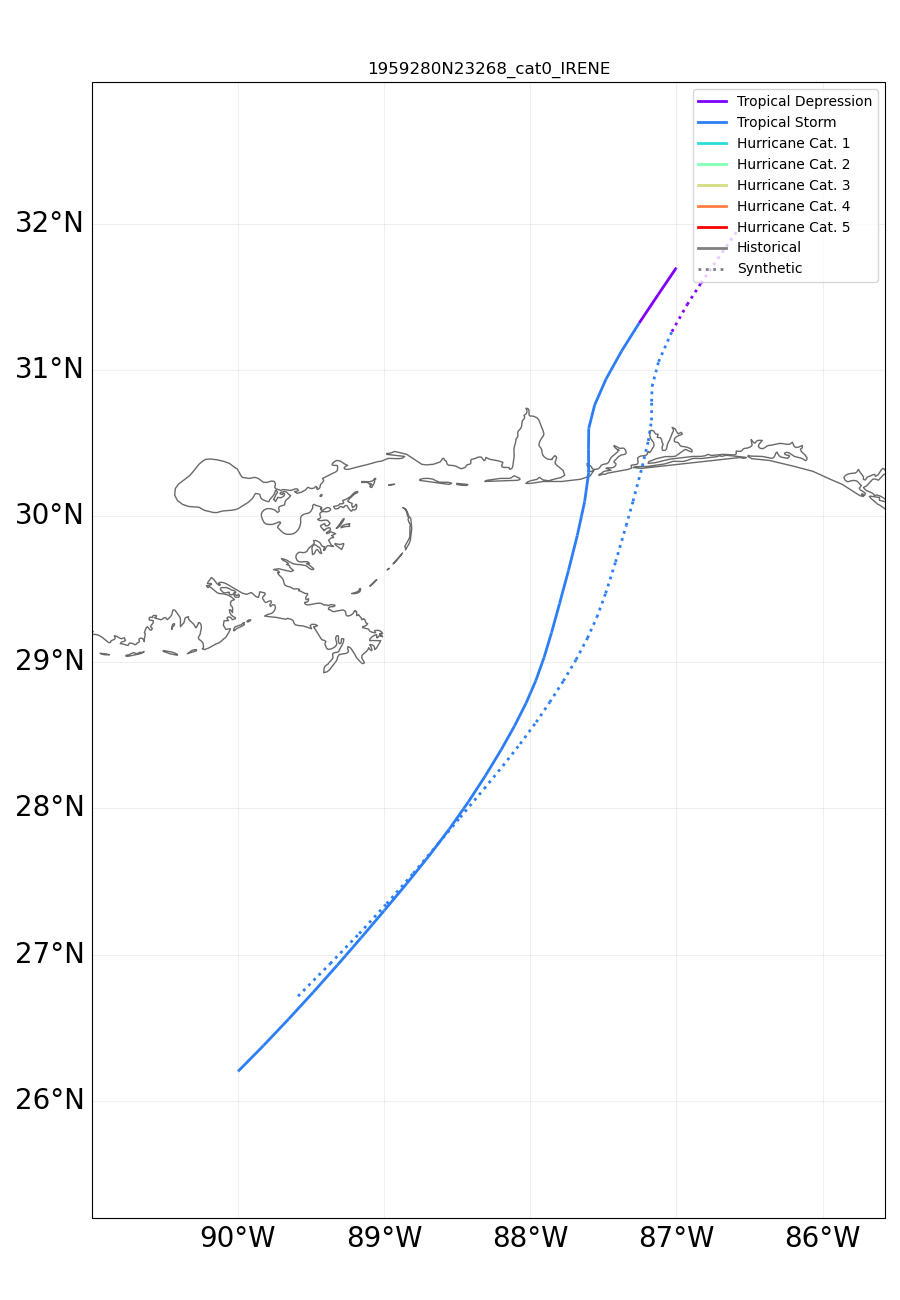 1959280N23268_cat0_IRENE
Tropical Depression
Tropical Storm
Hurricane Cat. 1
Hurricane Cat. 2
Hurricane Cat. 3
Hurricane Cat. 4
Hurricane Cat. 5
Historical
Synthetic
32°N
31°N
30°N
29°N
28°N
27°N
26°N
90°W 89°W 88°W 87°W 86°W